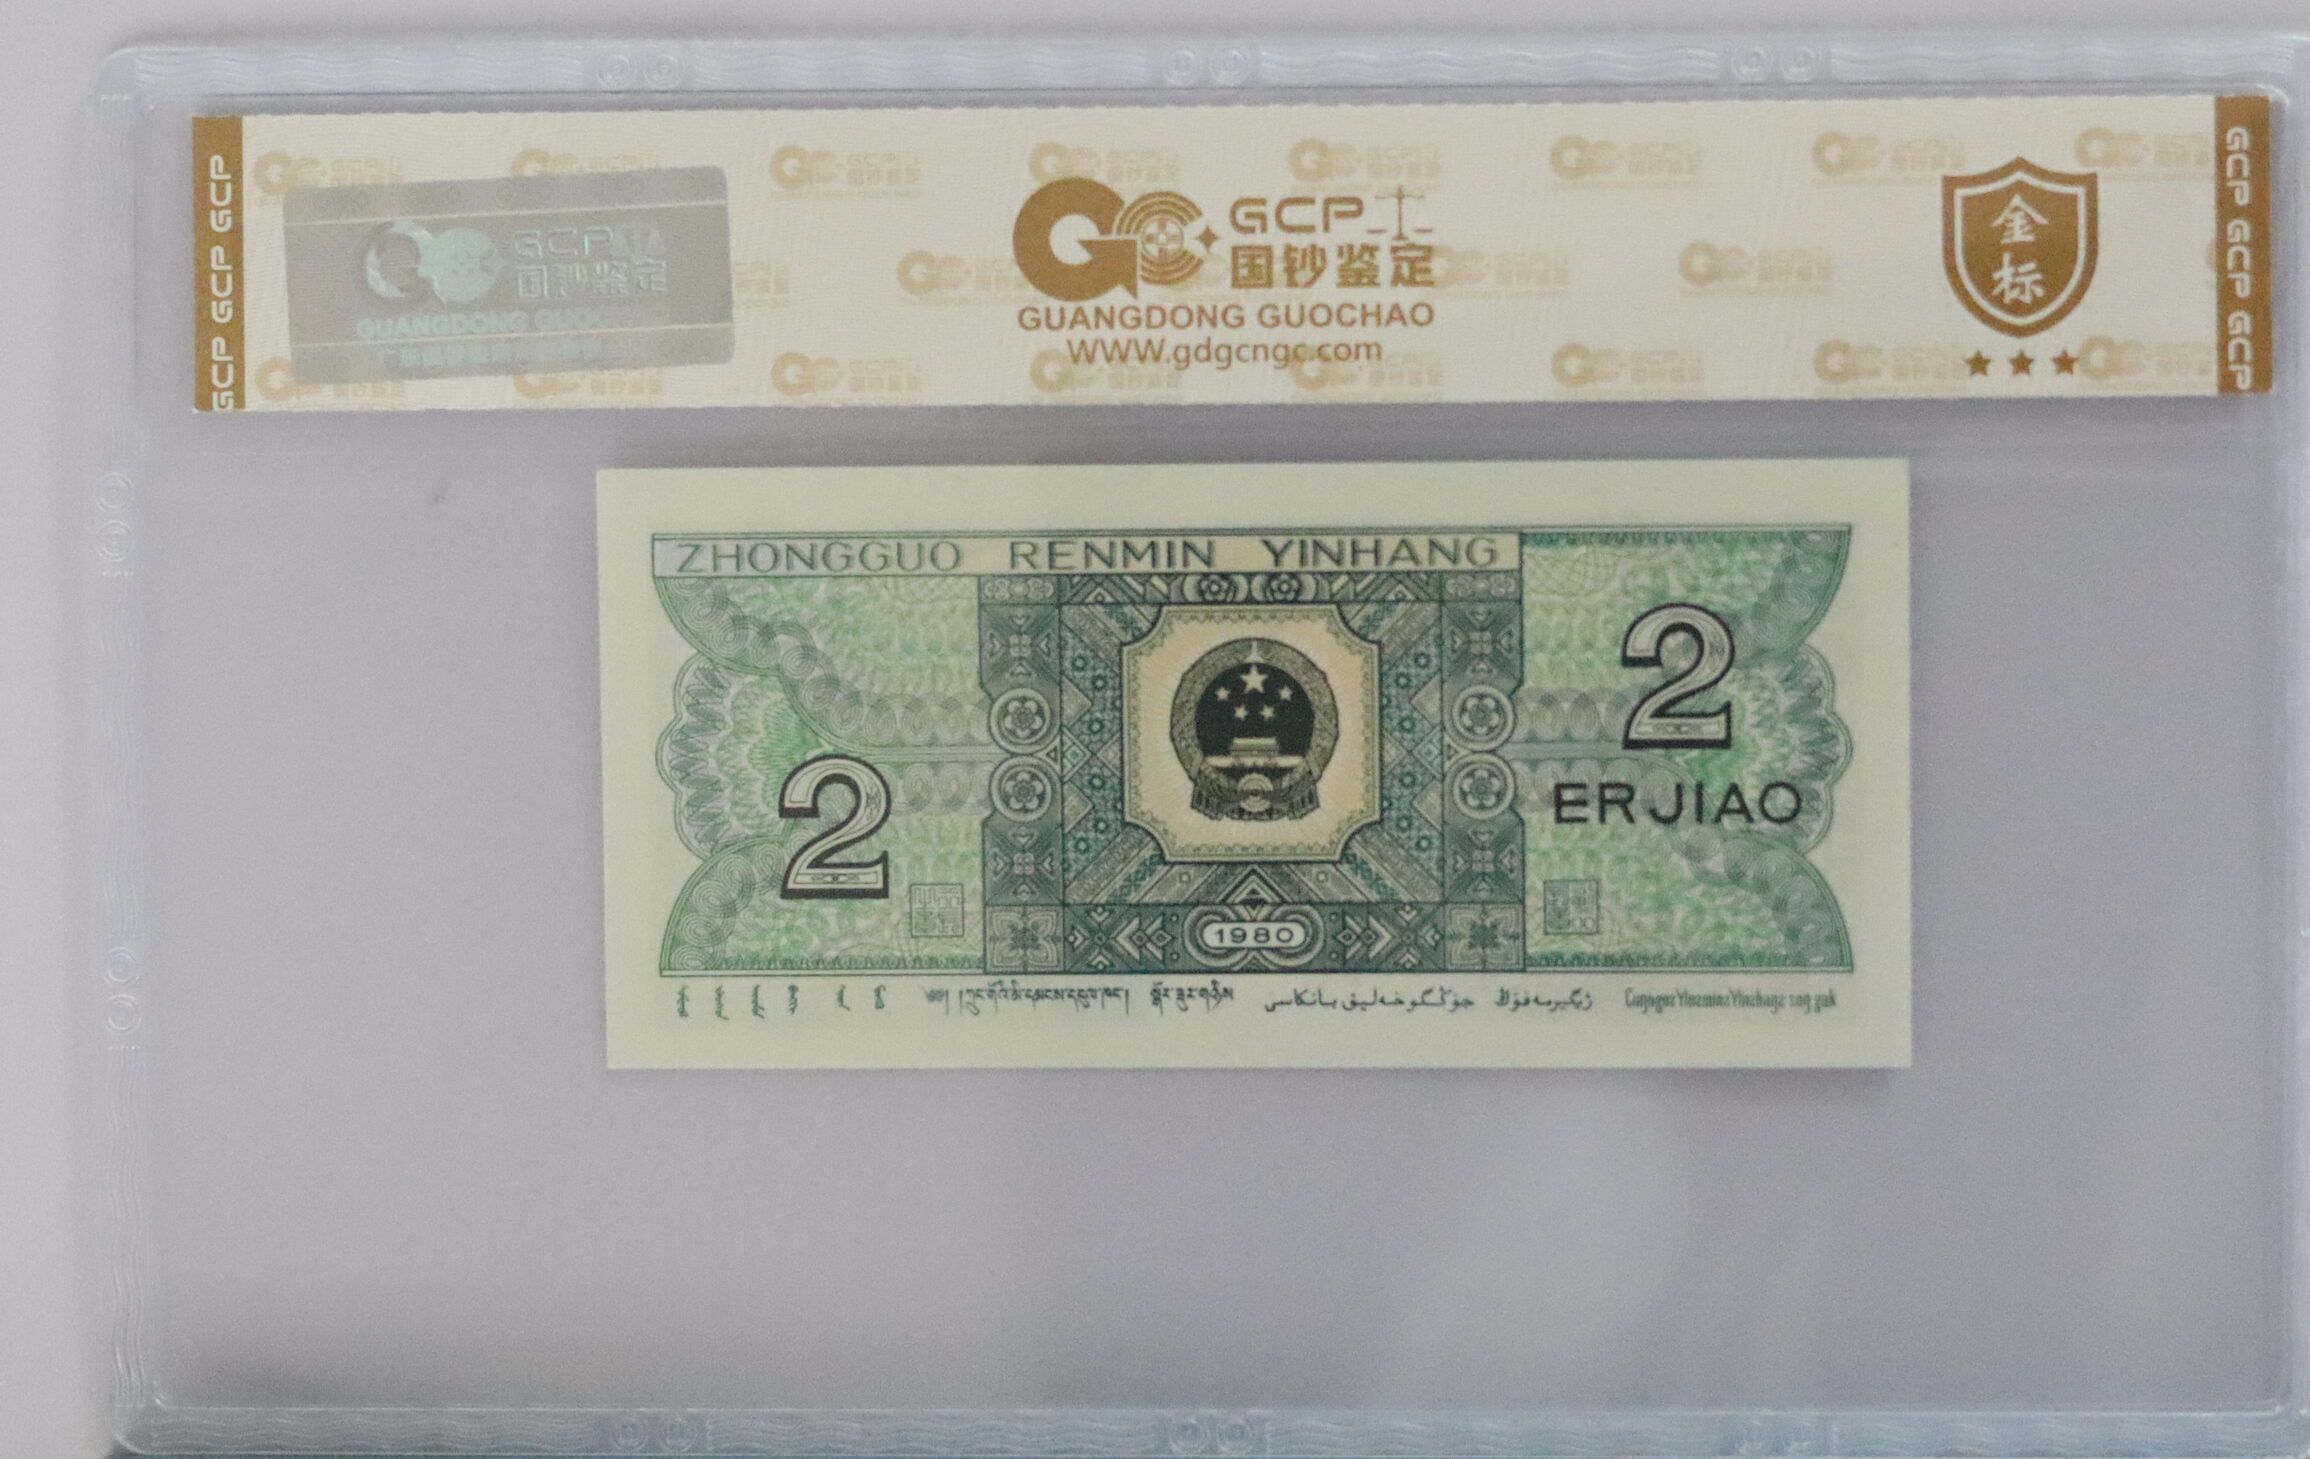 GCP GCP GCP
GCP
国钞鉴定
GUANGDONG GUOCHAO
GCP
国钞鉴定
GUANGDONG GUOCHAO
WWW.gdgcngc.com
金
标
GCP GCP GCP
ZHONGGUO RENMIN YINHANG
2
2
ERJIAO
1980